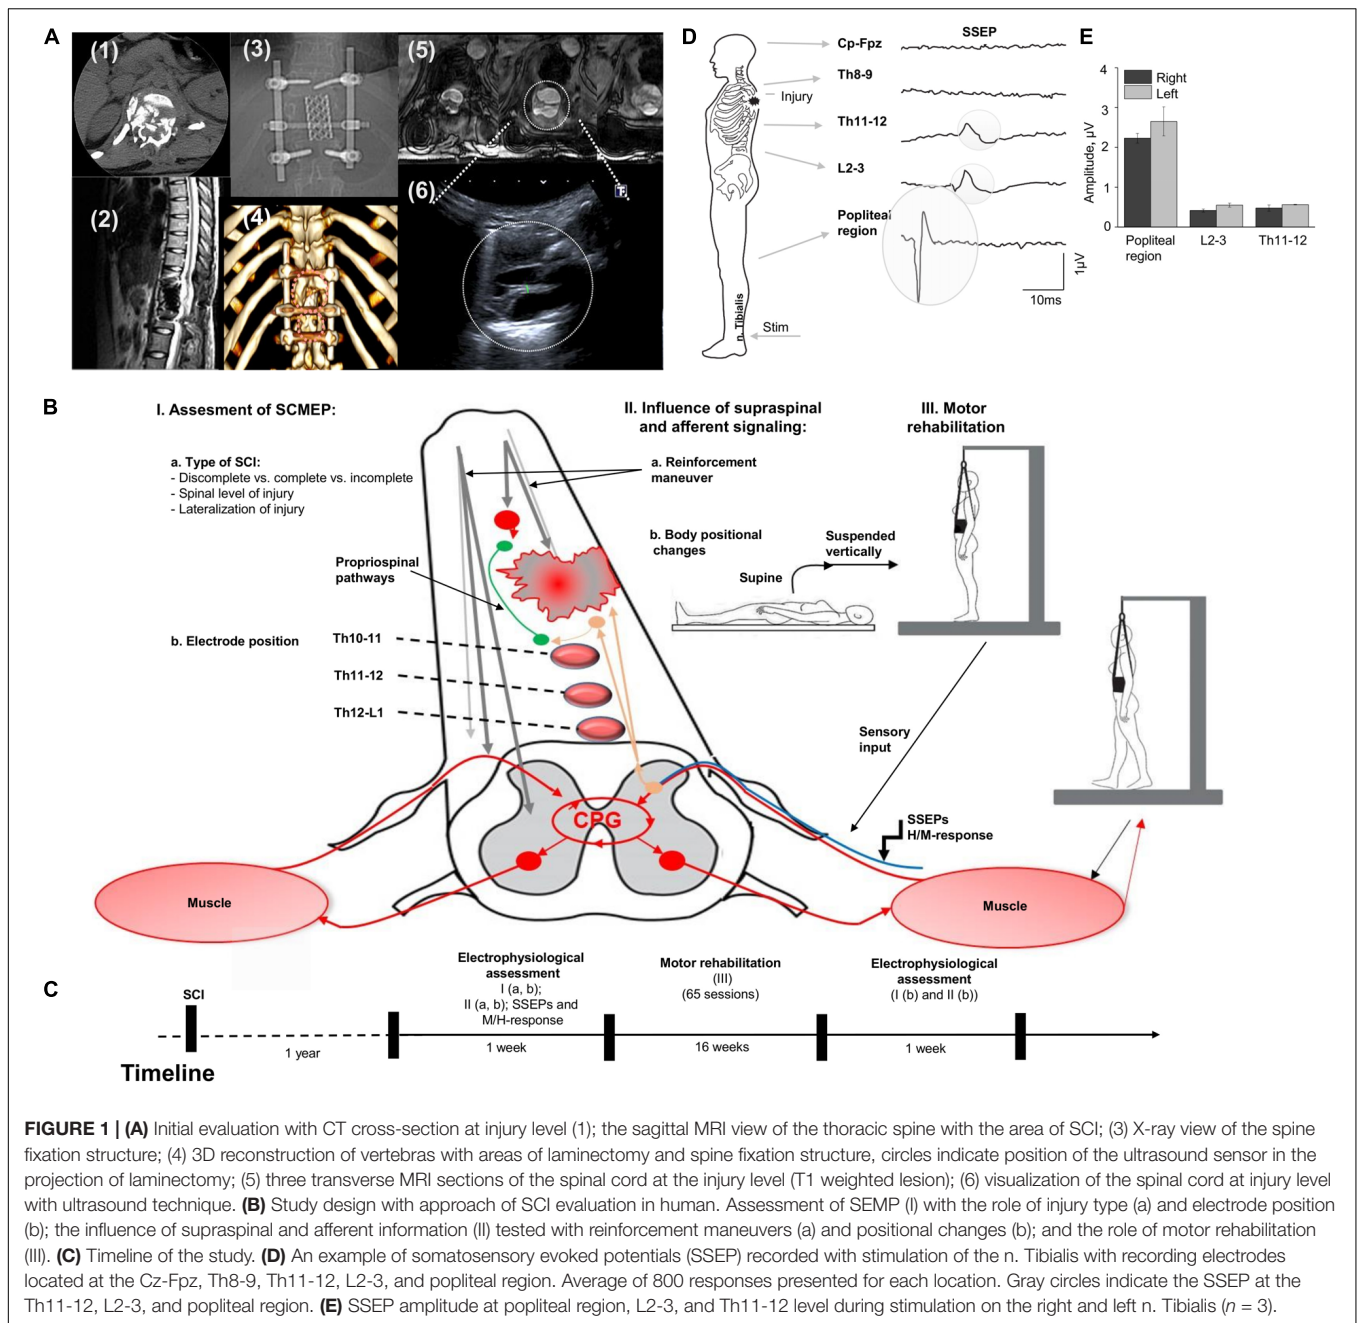 A
(1)
(3)
(5)
(2)
(4)
(6)
D
SSEP
Cp-Fpz
Th8-9
Injury
Th11-12
L2-3
Popliteal
region
n. Tibialis
Stim
1µV
10ms
E
Right
Left
Amplitude, µV
4
3
2
1
0
Popliteal
region
L2-3
Th11-12
B
I. Assesment of SCMEP:
a. Type of SCI:
- Discomplete vs. complete vs. incomplete
- Spinal level of injury
- Lateralization of injury
Propriospinal
pathways
b. Electrode position
Th10-11
Th11-12
Th12-L1
II. Influence of supraspinal
and afferent signaling:
a. Reinforcement
maneuver
b. Body positional
changes
Supine
Suspended
vertically
III. Motor
rehabilitation
Sensory
input
SSEPs
H/M-response
CPG
Muscle
Muscle
C
SCI
Timeline
1 year
Electrophysiological
assessment
I (a, b);
II (a, b); SSEPs and
M/H-response
1 week
Motor rehabilitation
(III)
(65 sessions)
16 weeks
Electrophysiological
assessment
(I (b) and II (b))
1 week
FIGURE 1 | (A) Initial evaluation with CT cross-section at injury level (1); the sagittal MRI view of the thoracic spine with the area of SCI; (3) X-ray view of the spine
fixation structure; (4) 3D reconstruction of vertebras with areas of laminectomy and spine fixation structure, circles indicate position of the ultrasound sensor in the
projection of laminectomy; (5) three transverse MRI sections of the spinal cord at the injury level (T1 weighted lesion); (6) visualization of the spinal cord at injury level
with ultrasound technique. (B) Study design with approach of SCI evaluation in human. Assessment of SEMP (I) with the role of injury type (a) and electrode position
(b); the influence of supraspinal and afferent information (II) tested with reinforcement maneuvers (a) and positional changes (b); and the role of motor rehabilitation
(III). (C) Timeline of the study. (D) An example of somatosensory evoked potentials (SSEP) recorded with stimulation of the n. Tibialis with recording electrodes
located at the Cz-Fpz, Th8-9, Th11-12, L2-3, and popliteal region. Average of 800 responses presented for each location. Gray circles indicate the SSEP at the
Th11-12, L2-3, and popliteal region. (E) SSEP amplitude at popliteal region, L2-3, and Th11-12 level during stimulation on the right and left n. Tibialis (n = 3).